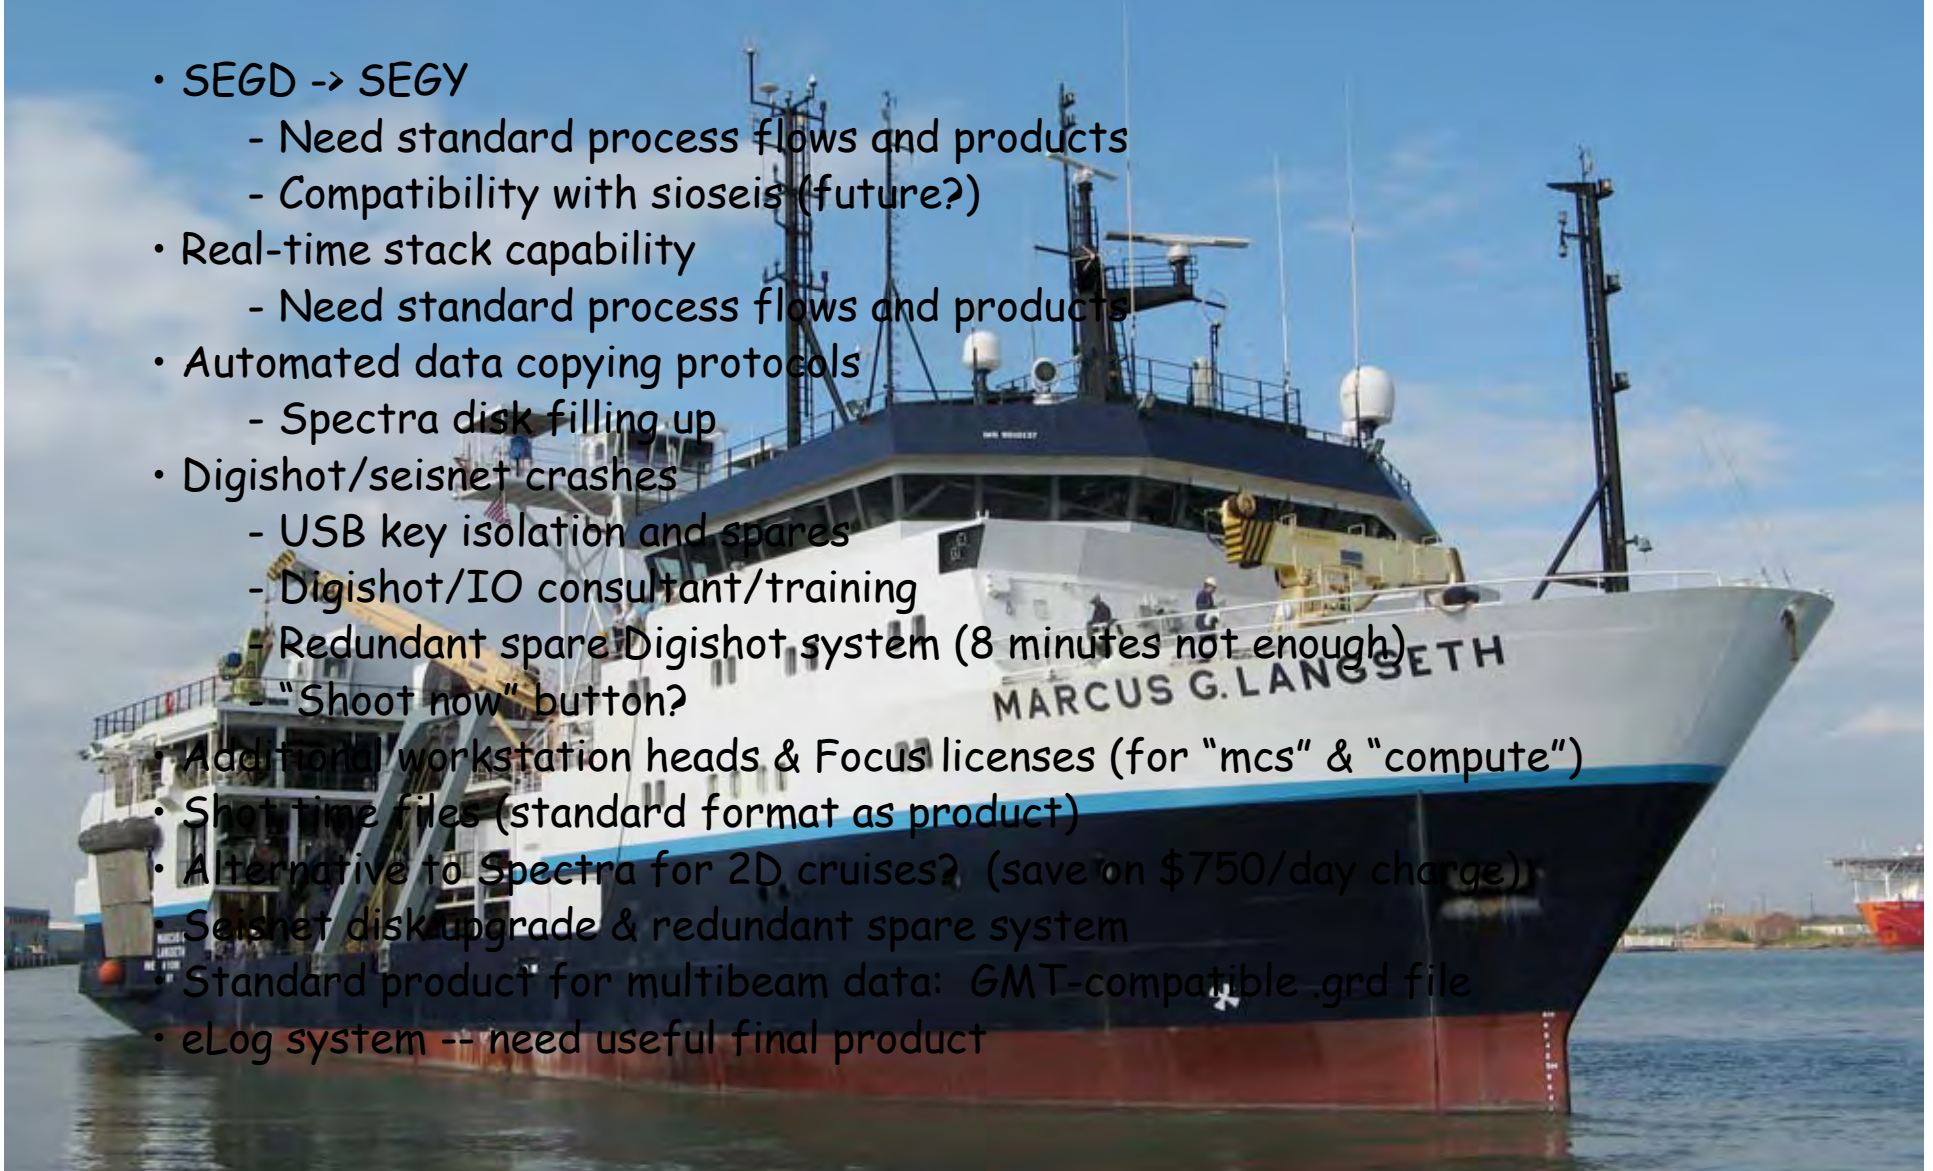 • SEGD -> SEGY
- Need standard process flows and products
- Compatibility with sioseis (future?)
• Real-time stack capability
- Need standard process flows and products
• Automated data copying protocols
- Spectra disk filling up
• Digishot/seisnet crashes
- USB key isolation and spares
- Digishot/IO consultant/training
- Redundant spare Digishot system (8 minutes not enough)
- “Shoot now” button?
• Additional workstation heads & Focus licenses (for “mcs” & “compute”)
• Shot time files (standard format as product)
• Alternative to Spectra for 2D cruises? (save on $750/day charge)
• Seisnet disk upgrade & redundant spare system
• Standard product for multibeam data: GMT-compatible .grd file
• eLog system -- need useful final product
MARCUS G. LANGSETH
LANGSETH